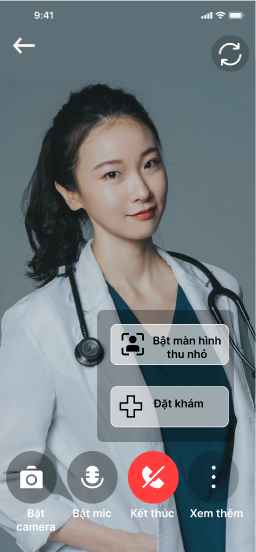 9:41
Bật màn hình
thu nhỏ
Đặt khám
Bật
camera
Bật mic
Kết thúc
Xem thêm